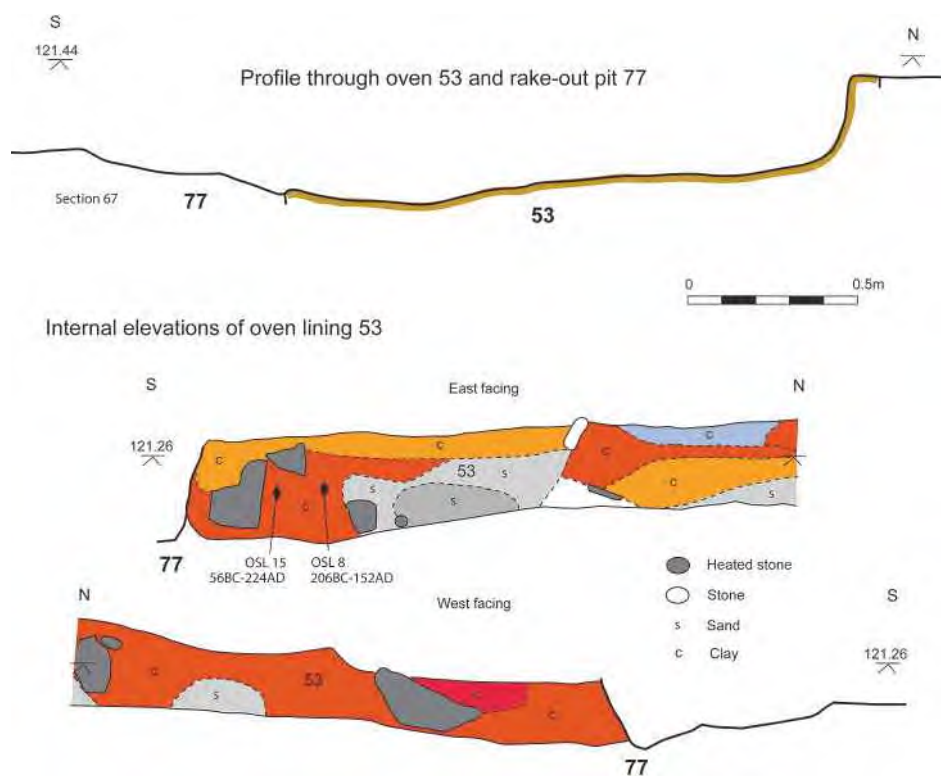 S
N
121.44
Profile through oven 53 and rake-out pit 77
Section 67
77
53
0
0.5m
Internal elevations of oven lining 53
S
East facing
N
121.26
c
c
c
c
53
s
s
s
c
c
s
77
OSL 15
56BC-224AD
OSL 8
206BC-152AD
Heated stone
Stone
s Sand
c Clay
N
West facing
S
121.26
c
53
s
c
c
77